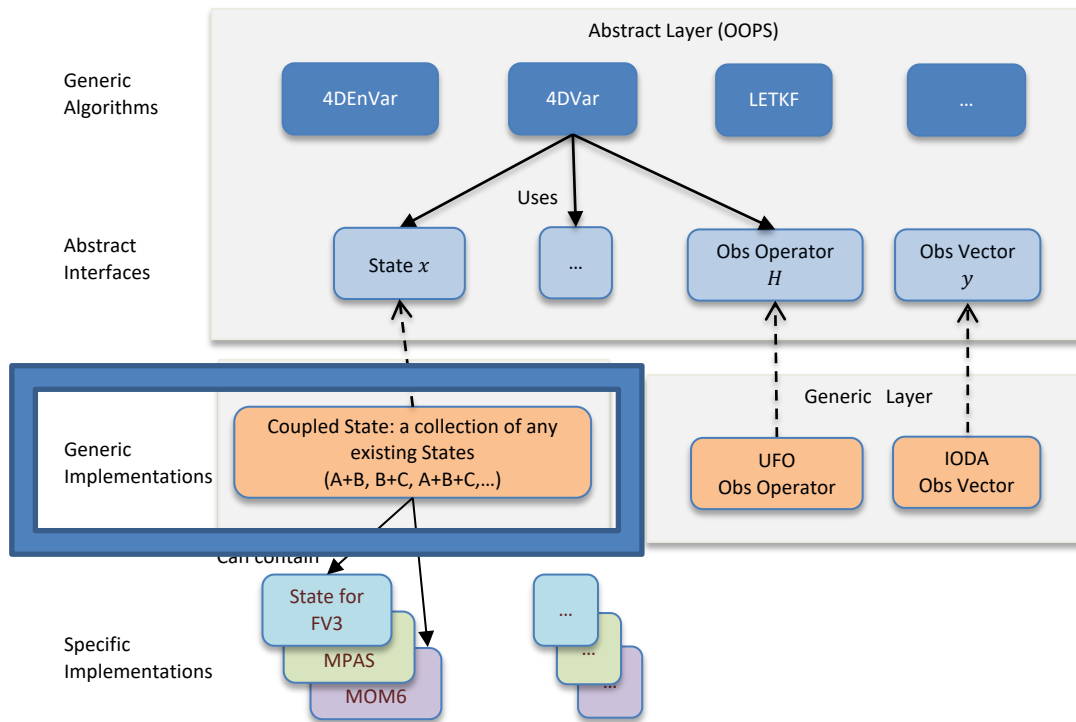 Abstract Layer (OOPS)
Generic
Algorithms
4DEnVar
4DVar
LETKF
...
Uses
Abstract
Interfaces
State 𝑥
...
Obs Operator
𝐻
Obs Vector
𝑦
Generic Layer
Generic
Implementations
Coupled State: a collection of any
existing States
(A+B, B+C, A+B+C,...)
UFO
Obs Operator
IODA
Obs Vector
Can contain
State for
FV3
MPAS
MOM6
...
...
...
Specific
Implementations